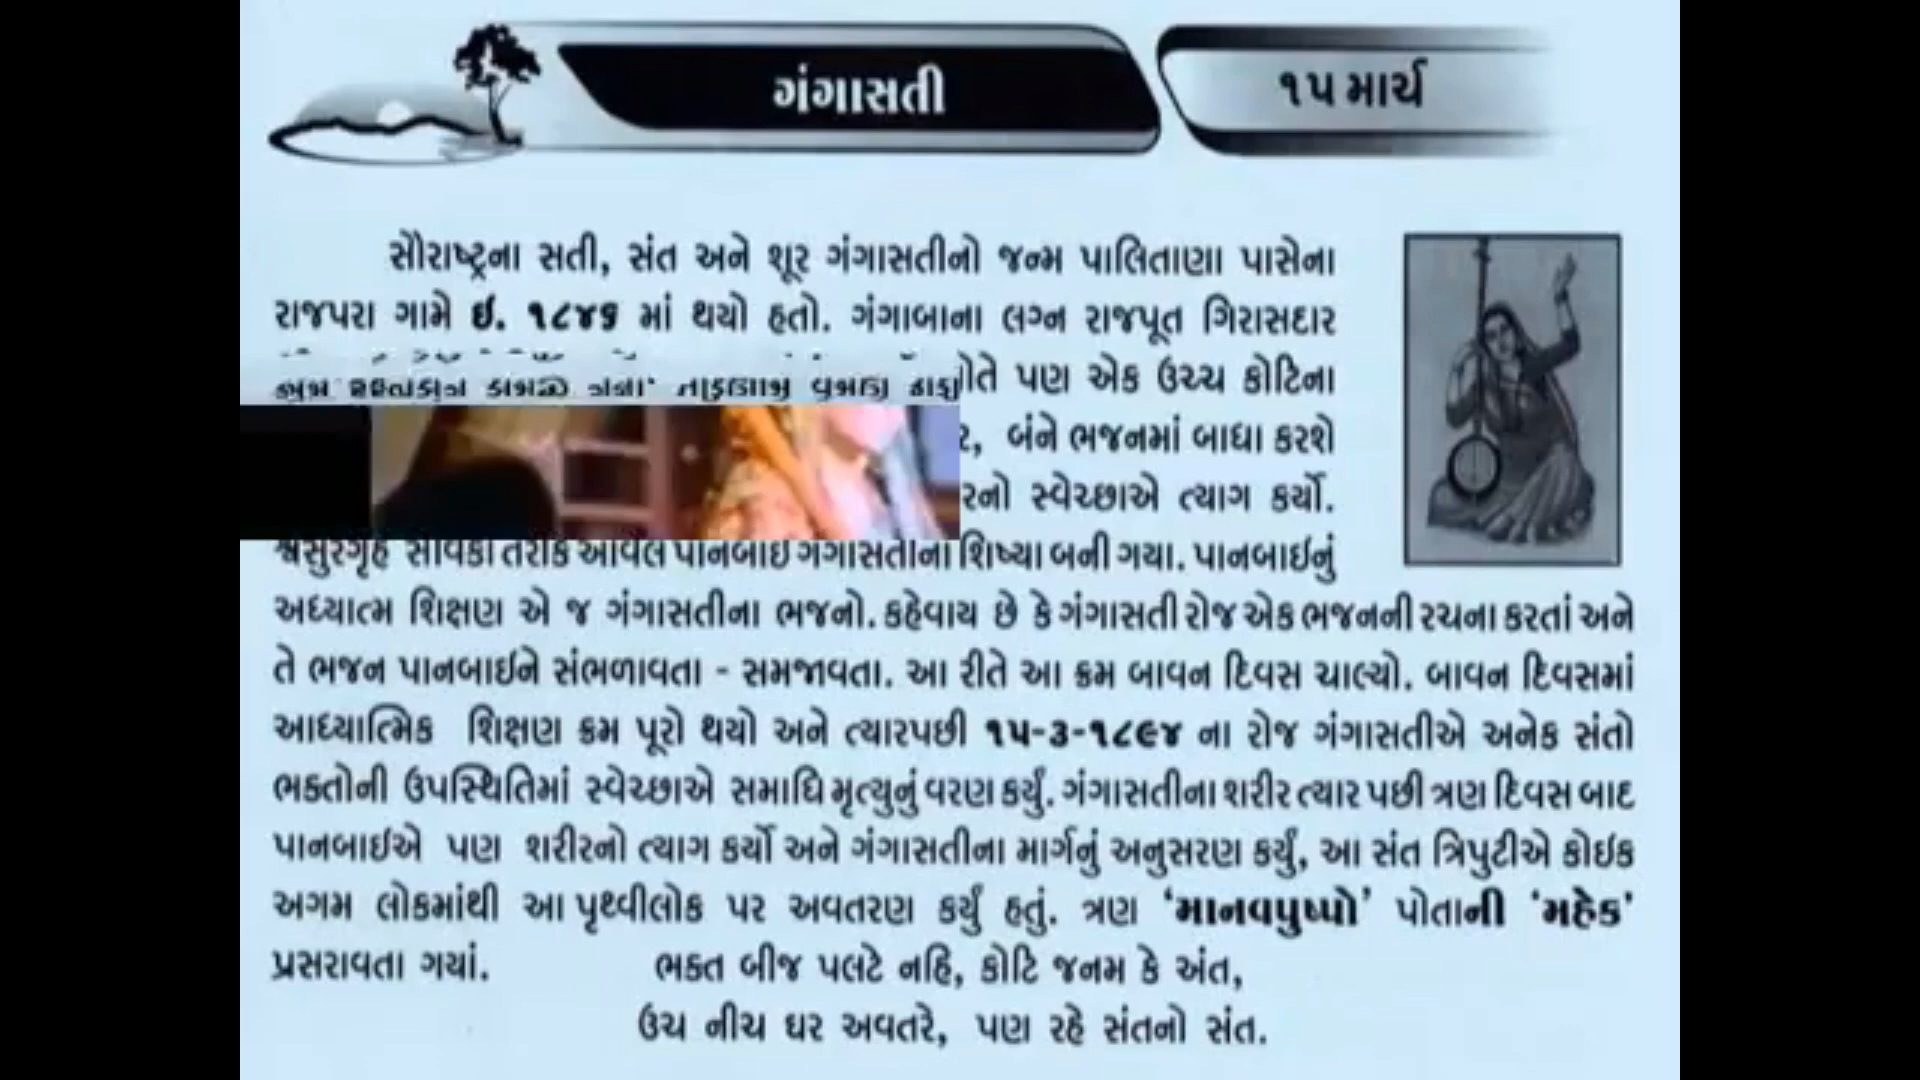 ગંગાસતી
૧૫ માર્ચ
સૌરાષ્ટ્રના સતી, સંત અને શૂર ગંગાસતીનો જન્મ પાલિતાણા પાસેના
રાજપરા ગામે ઈ. ૧૮૪૬ માં થયો હતો. ગંગાબાના લગ્ન રાજપૂત ગિરાસદાર
પણ એક ઉચ્ચ કોટિના
બંને ભજનમાં બાધા કરશે
સ્વેચ્છાએ ત્યાગ કર્યો.
શ્વસુરગૃહે સેવિકા તરીકે આવેલ પાનબાઈ ગંગાસતીના શિષ્યા બની ગયા. પાનબાઈનું
અધ્યાત્મ શિક્ષણ એ જ ગંગાસતીના ભજનો. કહેવાય છે કે ગંગાસતી રોજ એક ભજનની રચના કરતાં અને
તે ભજન પાનબાઈને સંભળાવતા - સમજાવતા. આ રીતે આ ક્રમ બાવન દિવસ ચાલ્યો. બાવન દિવસમાં
આધ્યાત્મિક શિક્ષણ ક્રમ પૂરો થયો અને ત્યારપછી ૧૫-૩-૧૮૯૪ ના રોજ ગંગાસતીએ અનેક સંતો
ભક્તોની ઉપસ્થિતિમાં સ્વેચ્છાએ સમાધિ મૃત્યુનું વરણ કર્યું. ગંગાસતીના શરીર ત્યાર પછી ત્રણ દિવસ બાદ
પાનબાઈએ પણ શરીરનો ત્યાગ કર્યો અને ગંગાસતીના માર્ગનું અનુસરણ કર્યું, આ સંત ત્રિપુટીએ કોઈક
અગમ લોકમાંથી આ પૃથ્વીલોક પર અવતરણ કર્યું હતું. ત્રણ ‘માનવપુષ્પો’ પોતાની ‘મહેક’
પ્રસરાવતા ગયાં. ભક્ત બીજ પલટે નહિ, કોટિ જનમ કે અંત,
ઉંચ નીચ ઘર અવતરે, પણ રહે સંતનો સંત.